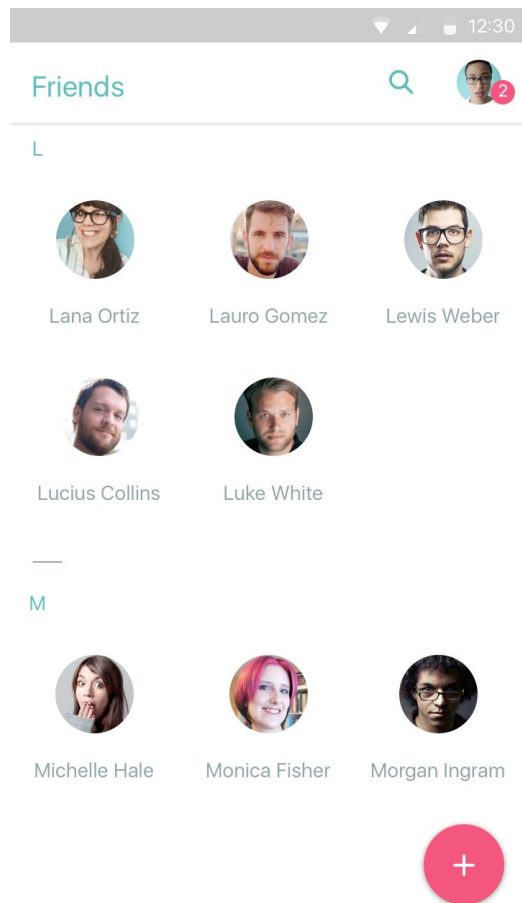 12:30
Friends
2
L
Lana Ortiz Lauro Gomez Lewis Weber
Lucius Collins Luke White
M
Michelle Hale Monica Fisher Morgan Ingram
+